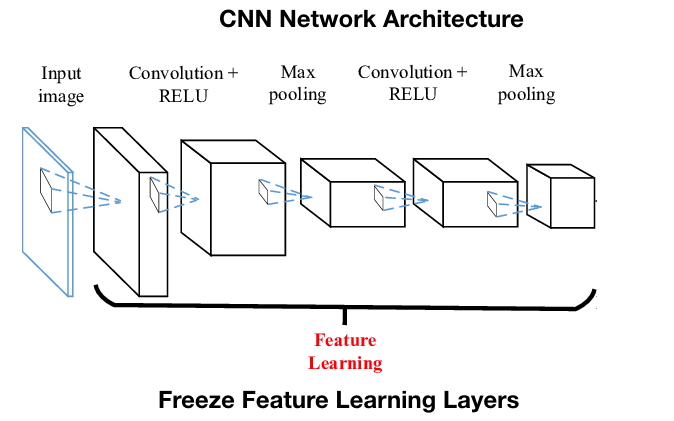 CNN Network Architecture
Input
image
Convolution +
RELU
Max
pooling
Convolution +
RELU
Max
pooling
Feature
Learning
Freeze Feature Learning Layers